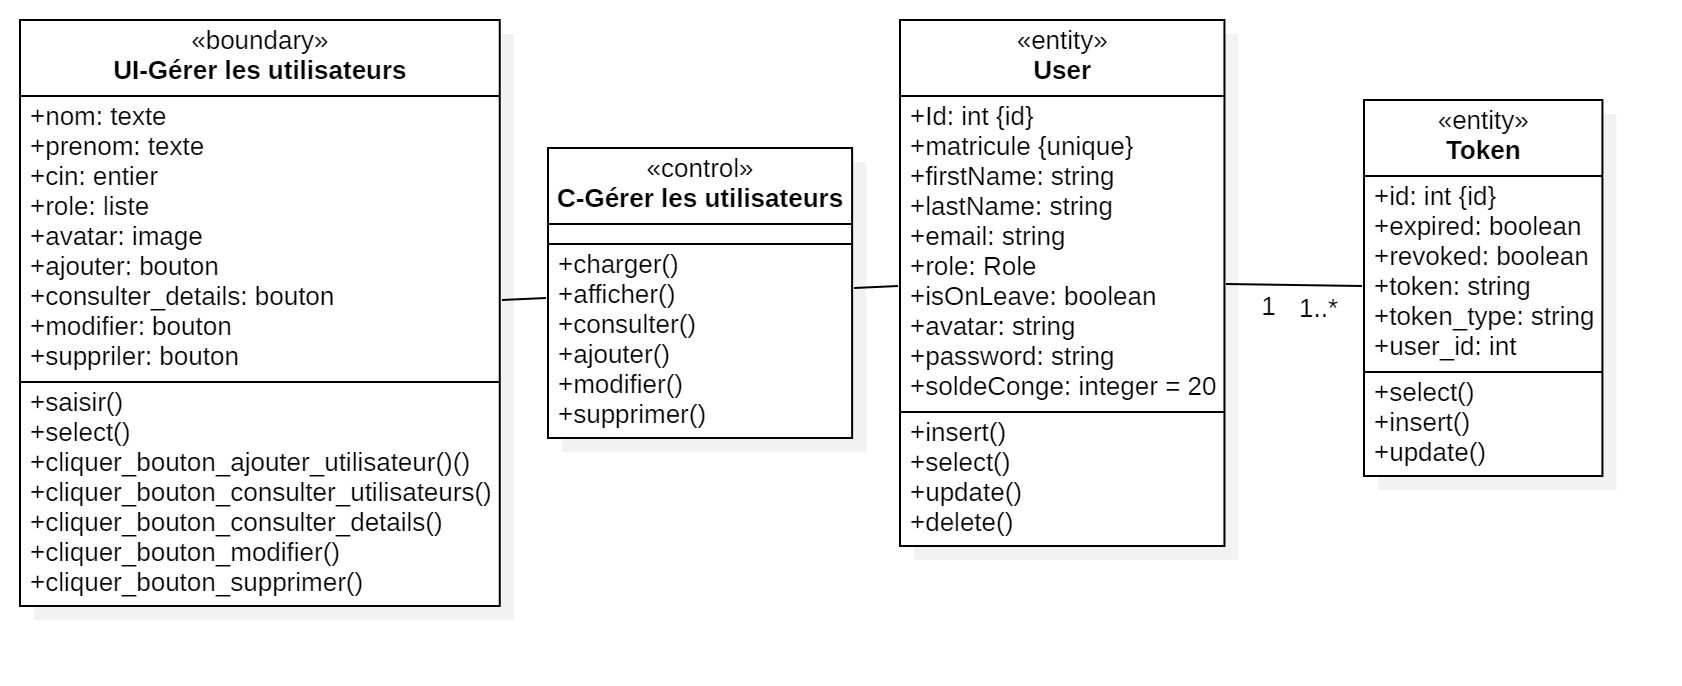 «boundary»
UI-Gérer les utilisateurs
+nom: texte
+prenom: texte
+cin: entier
+role: liste
+avatar: image
+ajouter: bouton
+consulter_details: bouton
+modifier: bouton
+suppriler: bouton
+saisir()
+select()
+cliquer_bouton_ajouter_utilisateur()()
+cliquer_bouton_consulter_utilisateurs()
+cliquer_bouton_consulter_details()
+cliquer_bouton_modifier()
+cliquer_bouton_supprimer()
«control»
C-Gérer les utilisateurs
+charger()
+afficher()
+consulter()
+ajouter()
+modifier()
+supprimer()
«entity»
User
+Id: int {id}
+matricule {unique}
+firstName: string
+lastName: string
+email: string
+role: Role
+isOnLeave: boolean
+avatar: string
+password: string
+soldeConge: integer = 20
+insert()
+select()
+update()
+delete()
1 1..*
«entity»
Token
+id: int {id}
+expired: boolean
+revoked: boolean
+token: string
+token_type: string
+user_id: int
+select()
+insert()
+update()